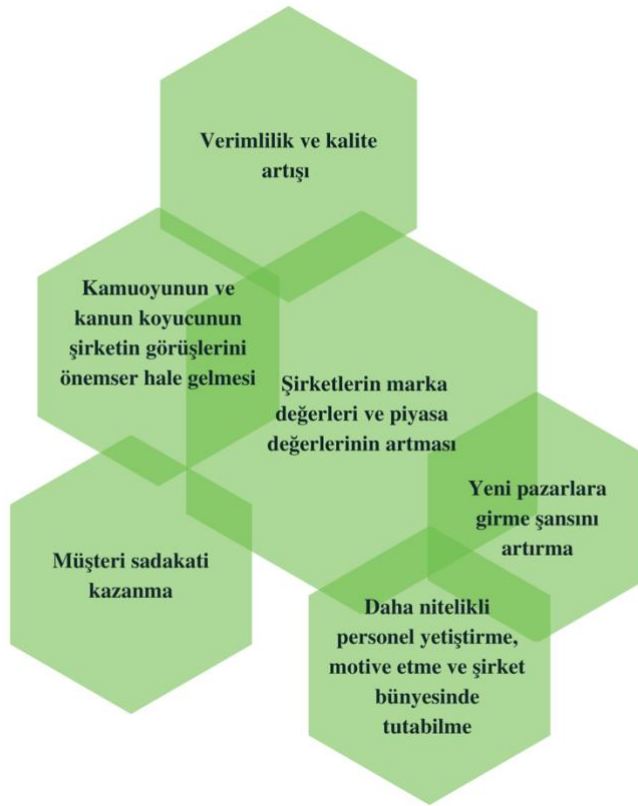 Verimlilik ve kalite
artışı
Kamuoyunun ve
kanun koyucunun
şirketin görüşlerini
önemser hale gelmesi
Şirketlerin marka
değerleri ve piyasa
değerlerinin artması
Yeni pazarlara
girme şansını
artırma
Müşteri sadakati
kazanma
Daha nitelikli
personel yetiştirme,
motive etme ve şirket
bünyesinde
tutabilme